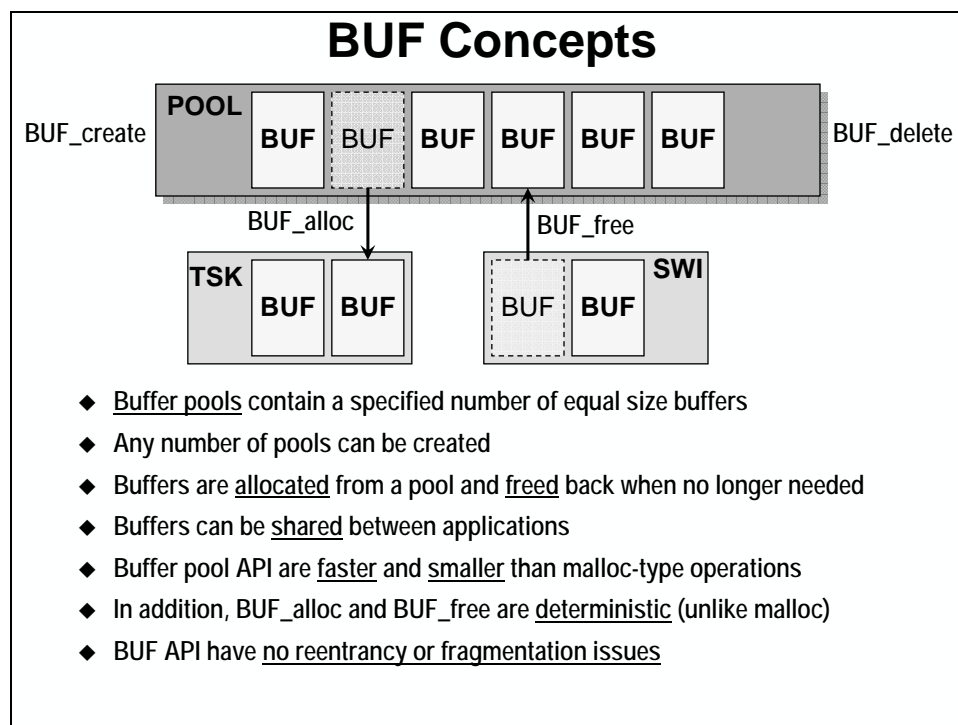 BUF Concepts
POOL
BUF_create
BUF BUF BUF BUF BUF BUF
BUF_delete
BUF_alloc
BUF_free
TSK
BUF BUF
BUF BUF
SWI
◆ Buffer pools contain a specified number of equal size buffers
◆ Any number of pools can be created
◆ Buffers are allocated from a pool and freed back when no longer needed
◆ Buffers can be shared between applications
◆ Buffer pool API are faster and smaller than malloc-type operations
◆ In addition, BUF_alloc and BUF_free are deterministic (unlike malloc)
◆ BUF API have no reentrancy or fragmentation issues